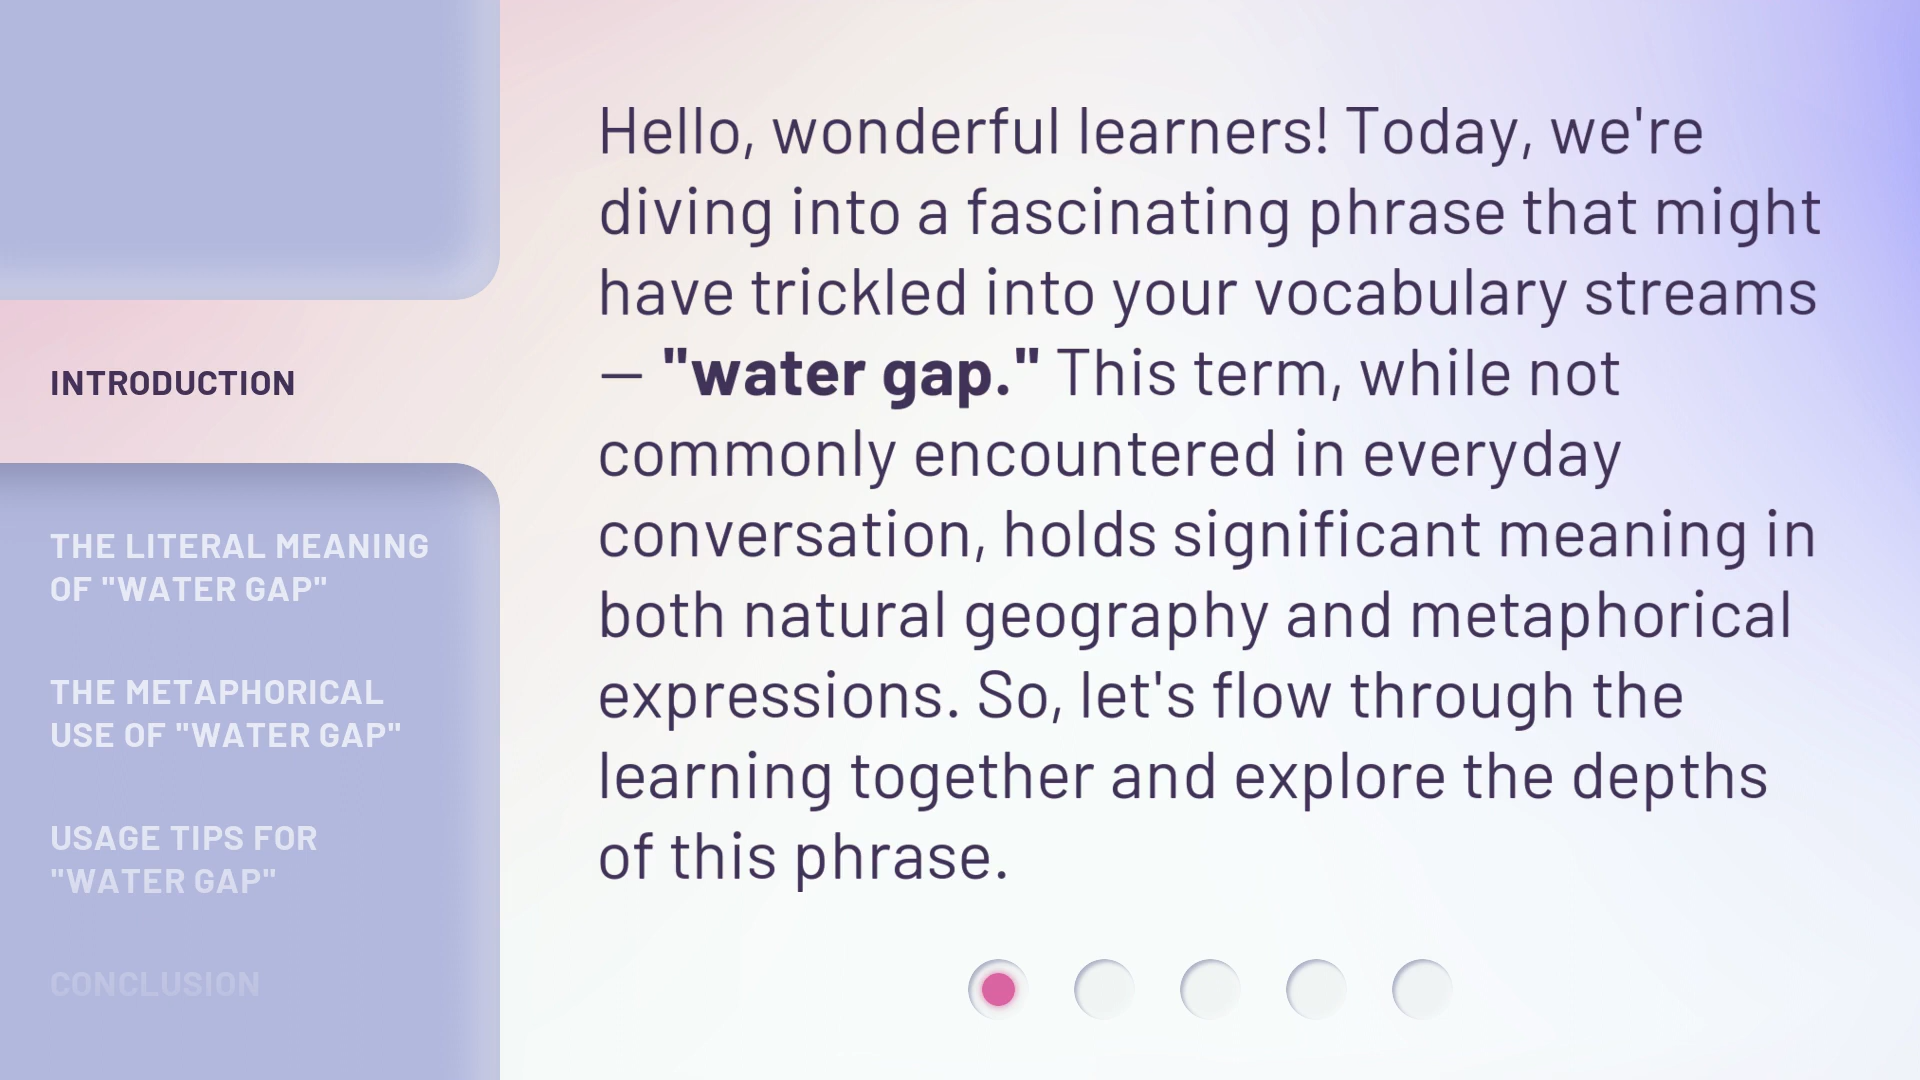 INTRODUCTION
THE LITERAL MEANING
OF "WATER GAP"
THE METAPHORICAL
USE OF "WATER GAP"
USAGE TIPS FOR
"WATER GAP"
CONCLUSION
Hello, wonderful learners! Today, we're
diving into a fascinating phrase that might
have trickled into your vocabulary streams
— "water gap." This term, while not
commonly encountered in everyday
conversation, holds significant meaning in
both natural geography and metaphorical
expressions. So, let's flow through the
learning together and explore the depths
of this phrase.